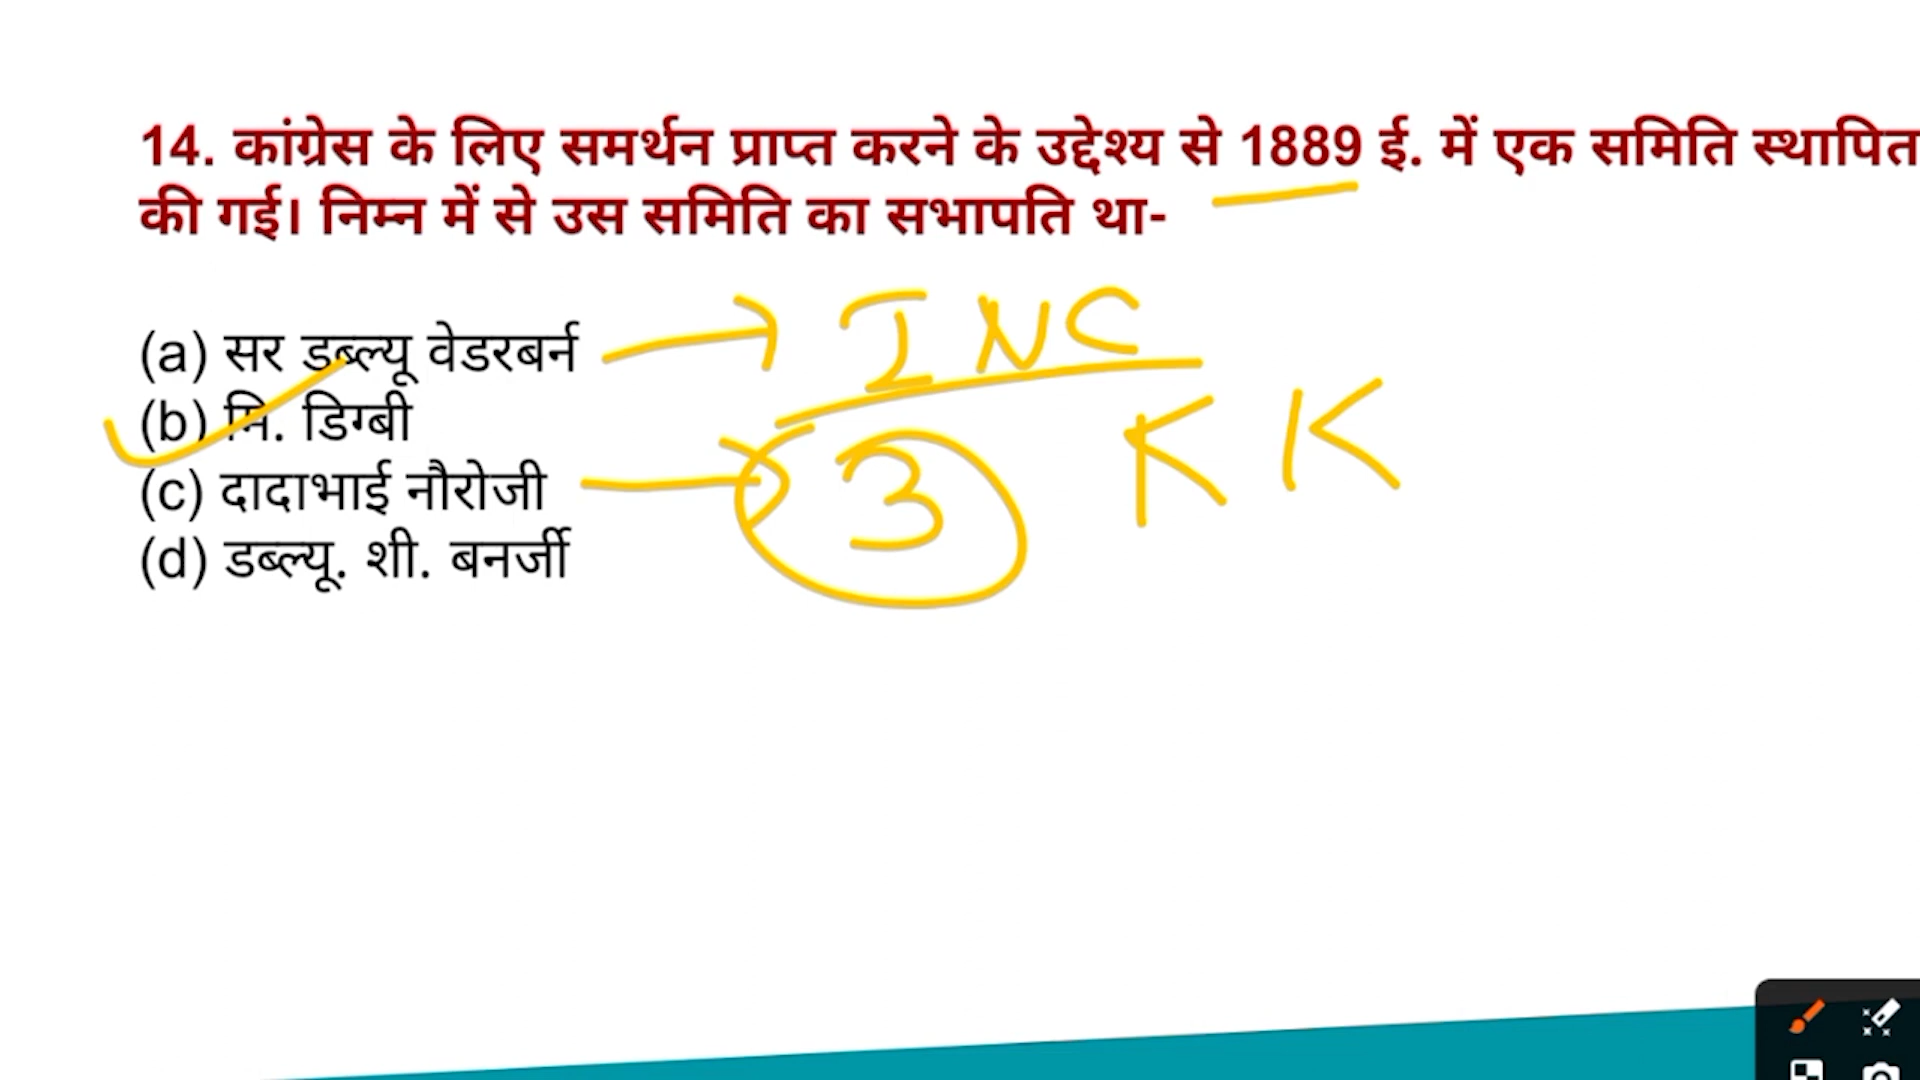 14. कांग्रेस के लिए समर्थन प्राप्त करने के उद्देश्य से 1889 ई. में एक समिति स्थापित
की गई। निम्न में से उस समिति का सभापति था-
(a) सर डब्ल्यू वेडरबर्न
INC
(b) मि. डिग्बी
K K
(c) दादाभाई नौरोजी
3
(d) डब्ल्यू. शी. बनर्जी